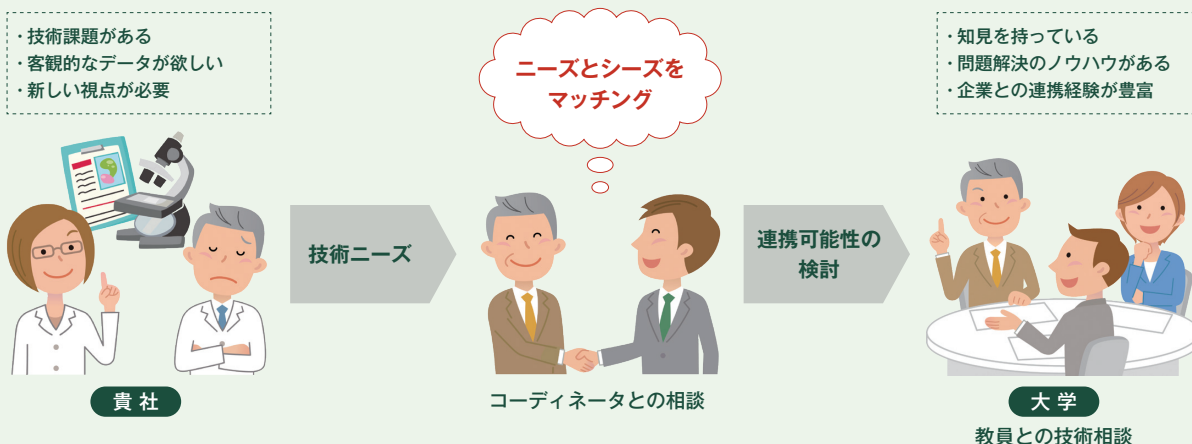 ・技術課題がある
・客観的なデータが欲しい
・新しい視点が必要
ニーズとシーズを
マッチング
・知見を持っている
・問題解決のノウハウがある
・企業との連携経験が豊富
技術ニーズ
連携可能性の
検討
貴社
コーディネータとの相談
大学
教員との技術相談